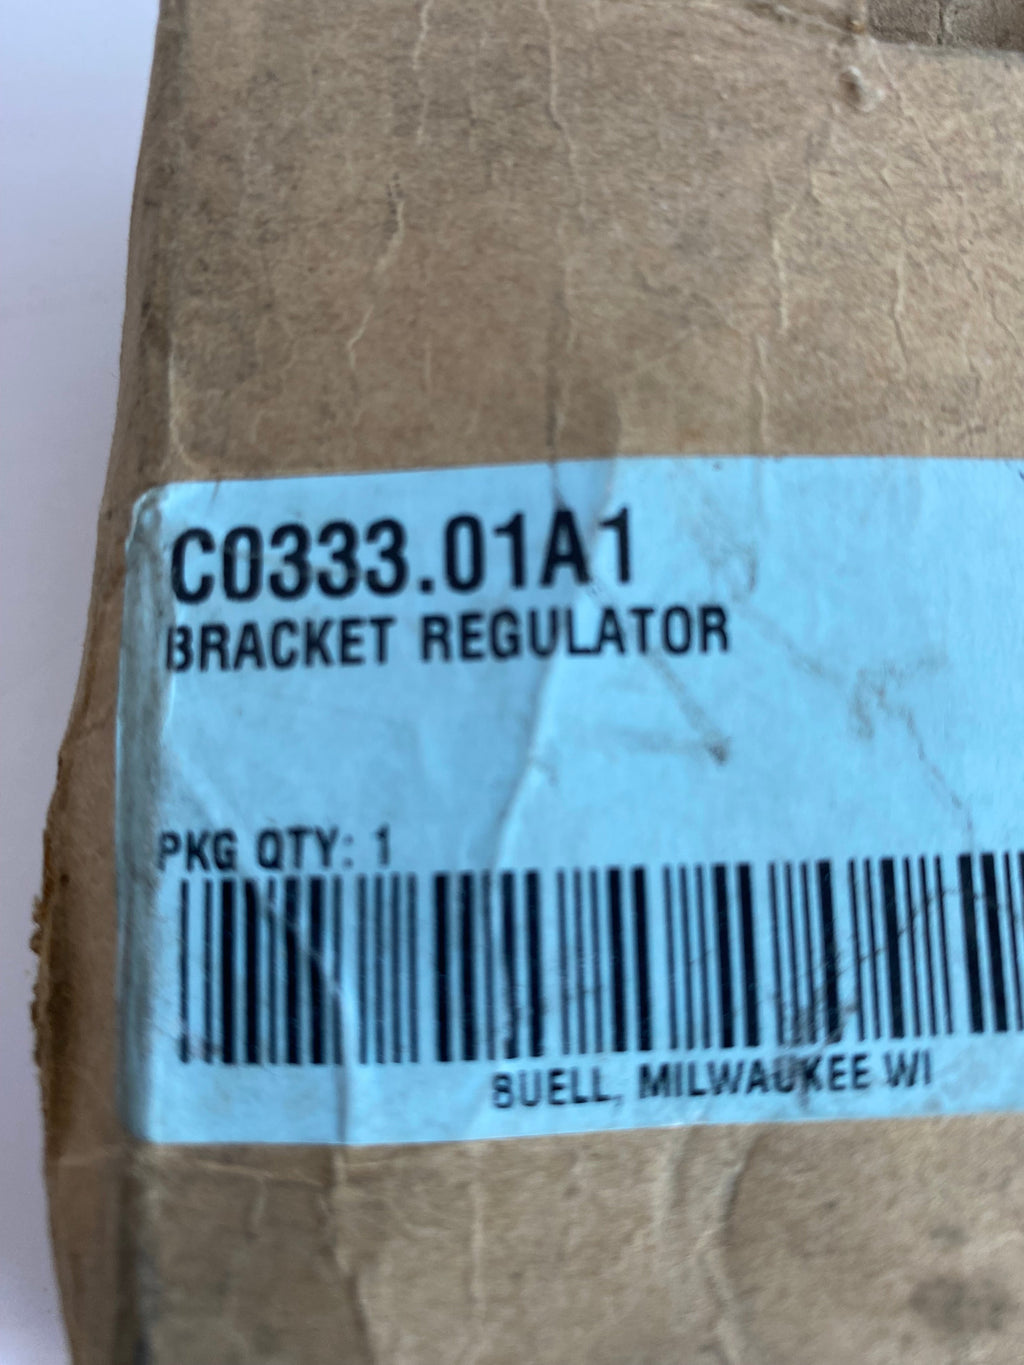 C0333.01A1
BRACKET REGULATOR
PKG QTY: 1
BUELL, MILWAUKEE WI